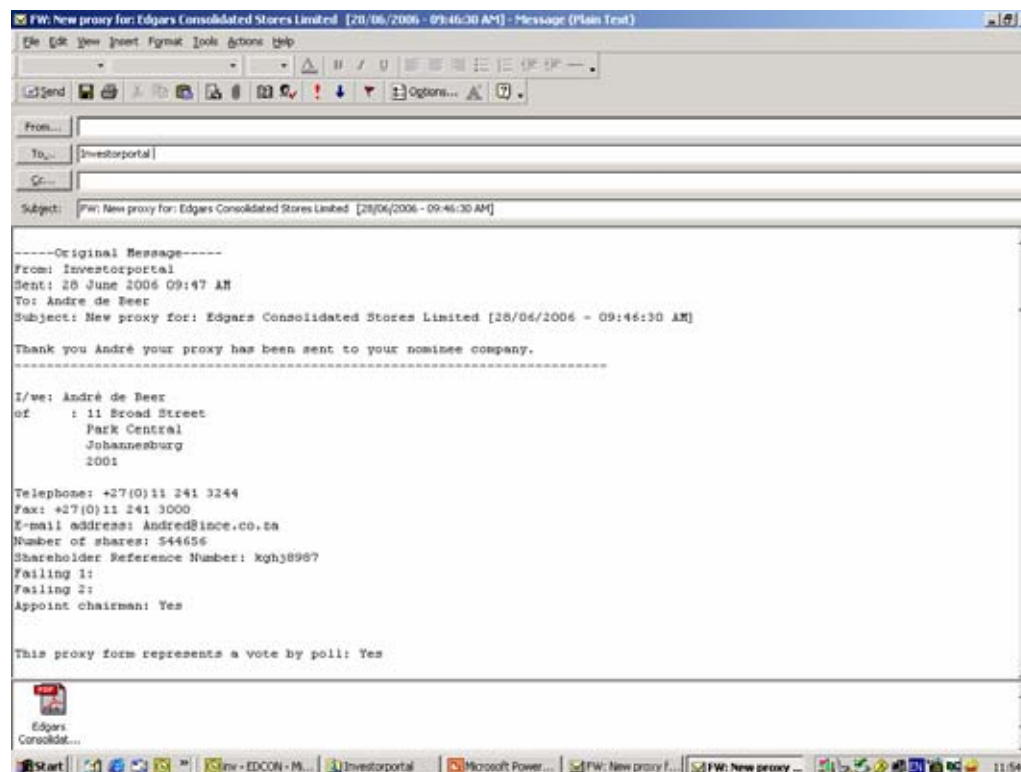 FW: New proxy for: Edgars Consolidated Stores Limited [28/06/2006 - 09:46:30 AM] - Message (Plain Text)
File Edit View Insert Format Tools Actions Help
Send Options...
From...
To... Investorportal
Cc...
Subject: FW: New proxy for: Edgars Consolidated Stores Limited [28/06/2006 - 09:46:30 AM]
-----Original Message-----
From: Investorportal
Sent: 28 June 2006 09:47 AM
To: Andre de Beer
Subject: New proxy for: Edgars Consolidated Stores Limited [28/06/2006 - 09:46:30 AM]
Thank you André your proxy has been sent to your nominee company.
--------------------------------------------------------------------------
I/we: André de Beer
of : 11 Broad Street
Park Central
Johannesburg
2001
Telephone: +27(0)11 241 3244
Fax: +27(0)11 241 3000
E-mail address: Andred@ince.co.za
Number of shares: 544656
Shareholder Reference Number: kghj8987
Failing 1:
Failing 2:
Appoint chairman: Yes
This proxy form represents a vote by poll: Yes
PDF
Edgars
Consolidat...
Start inv - EDCON - M... Investorportal Microsoft Power... FW: New proxy f... FW: New proxy ... 11:54